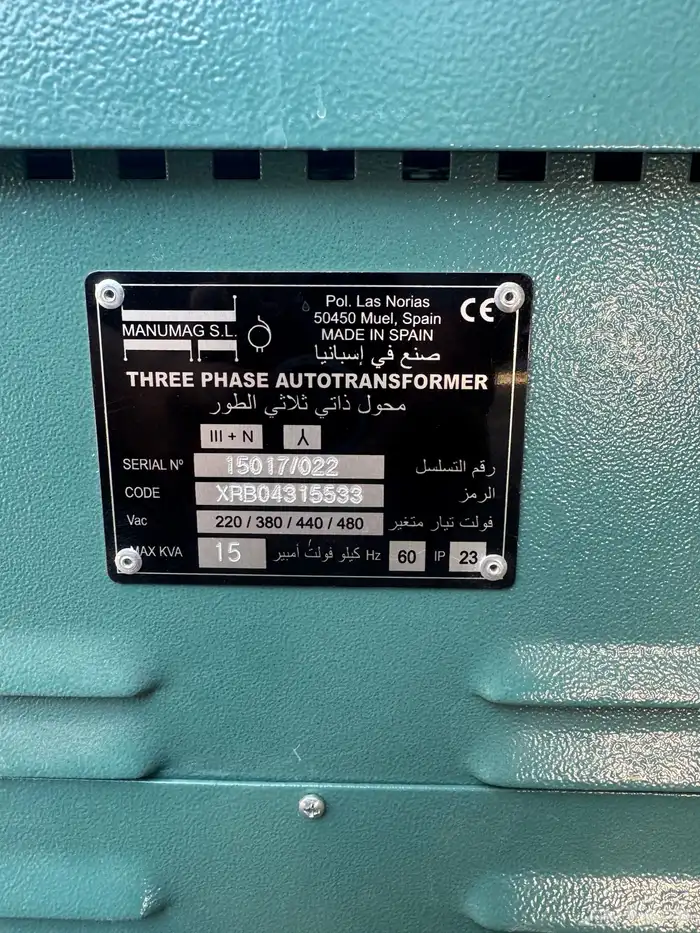 MANUMAG S.L.
Pol. Las Norias
50450 Muel, Spain
MADE IN SPAIN
صنع في إسبانيا
CE
THREE PHASE AUTOTRANSFORMER
محول ذاتي ثلاثي الطور
III + N
SERIAL Nº 15017/022 رقم التسلسل
CODE XRB04315533 الرمز
Vac 220 / 380 / 440 / 480 فولت تيار متغير
MAX KVA 15 كيلو فولت أمبير Hz 60 IP 23